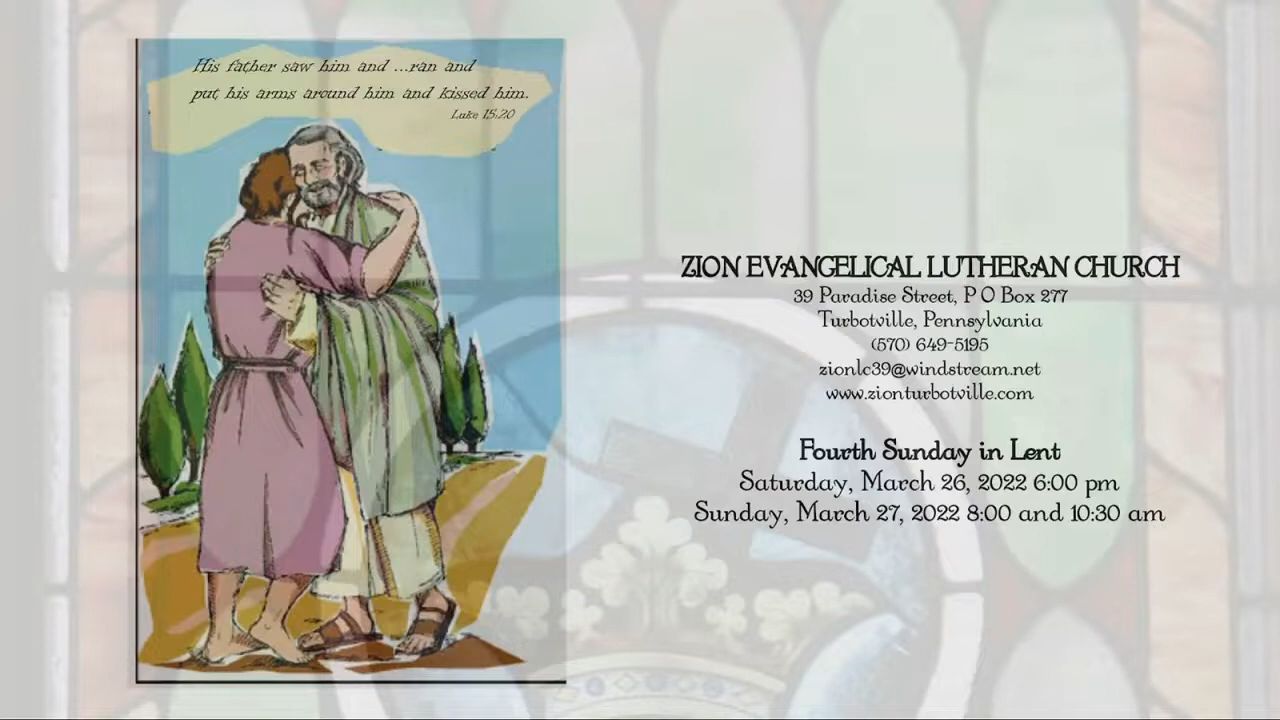 His father saw him and ...ran and
put his arms around him and kissed him.
Luke 15:20
ZION EVANGELICAL LUTHERAN CHURCH
39 Paradise Street, P O Box 277
Turbotville, Pennsylvania
(570) 649-5195
zionlc39@windstream.net
www.zionturbotville.com
Fourth Sunday in Lent
Saturday, March 26, 2022 6:00 pm
Sunday, March 27, 2022 8:00 and 10:30 am